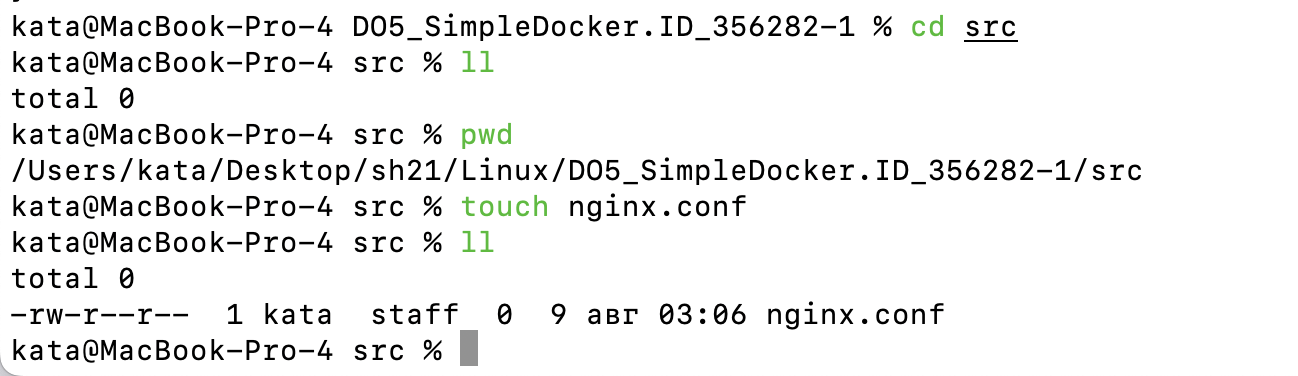 kata@MacBook-Pro-4 DO5_SimpleDocker.ID_356282-1 % cd src
kata@MacBook-Pro-4 src % ll
total 0
kata@MacBook-Pro-4 src % pwd
/Users/kata/Desktop/sh21/Linux/DO5_SimpleDocker.ID_356282-1/src
kata@MacBook-Pro-4 src % touch nginx.conf
kata@MacBook-Pro-4 src % ll
total 0
-rw-r--r--  1 kata  staff  0  9 авг 03:06 nginx.conf
kata@MacBook-Pro-4 src %